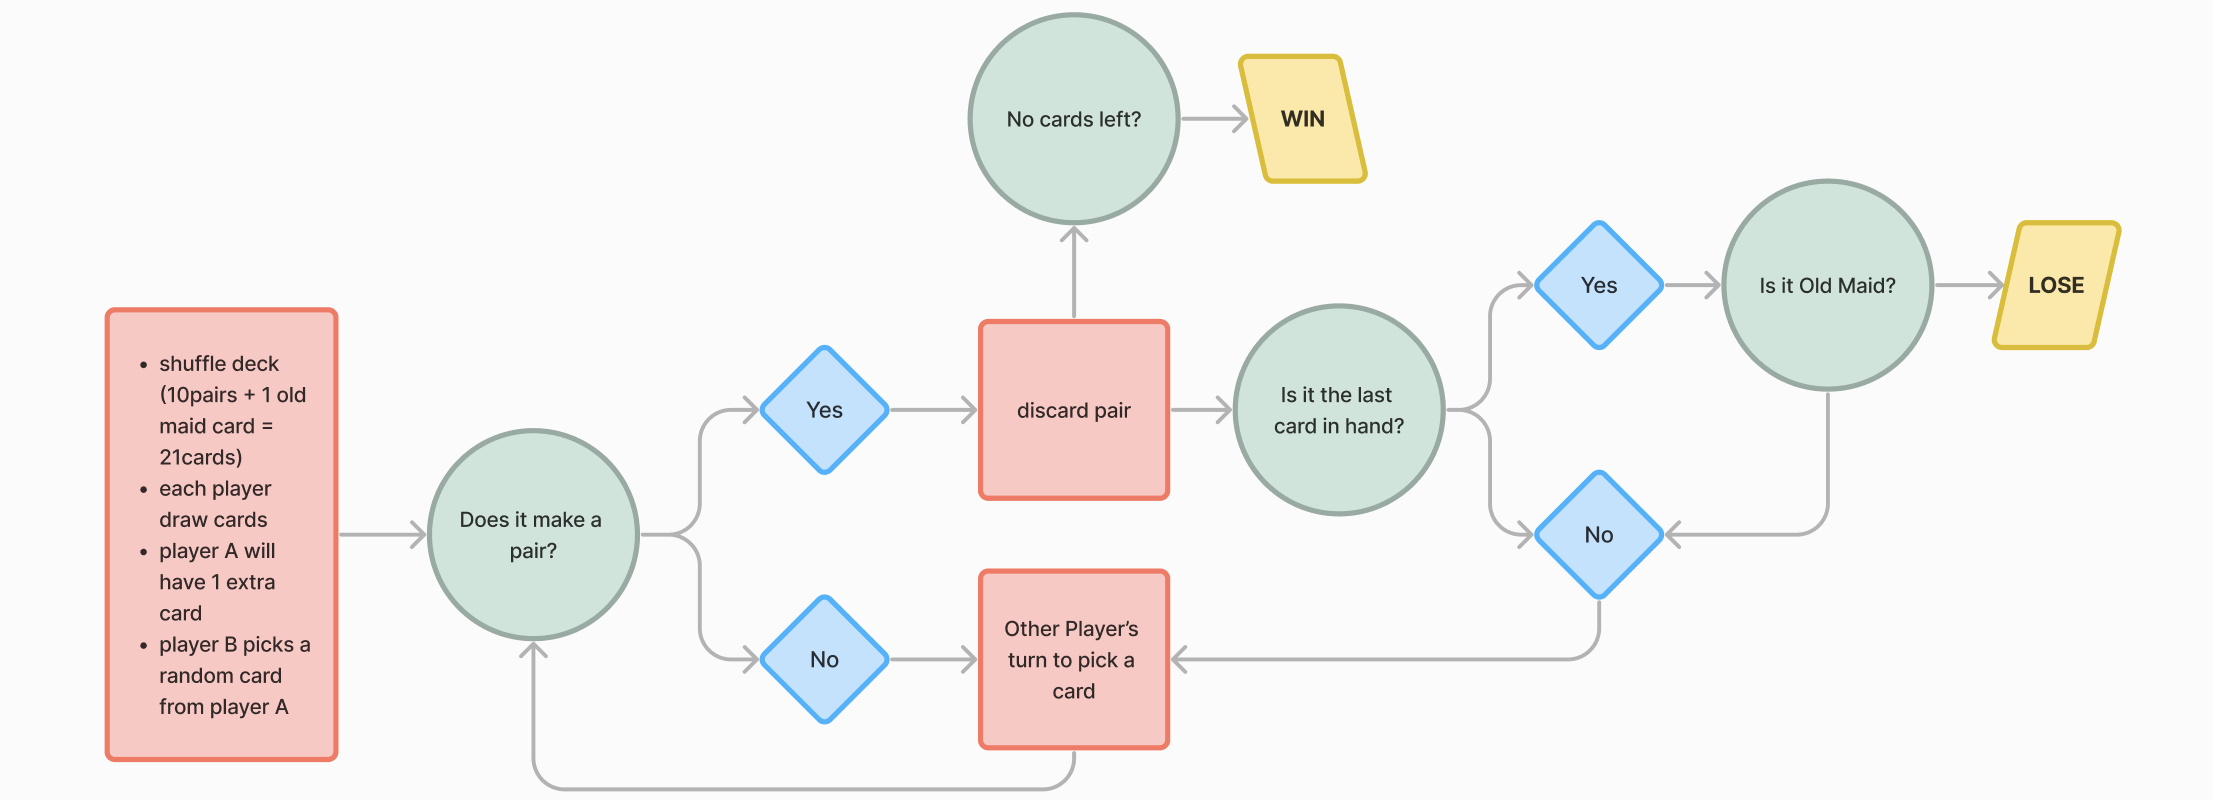 No cards left?
WIN
Yes
Is it Old Maid?
LOSE
• shuffle deck
(10pairs + 1 old
maid card =
21cards)
• each player
draw cards
• player A will
have 1 extra
card
• player B picks a
random card
from player A
Does it make a
pair?
Yes
discard pair
Is it the last
card in hand?
No
No
Other Player’s
turn to pick a
card